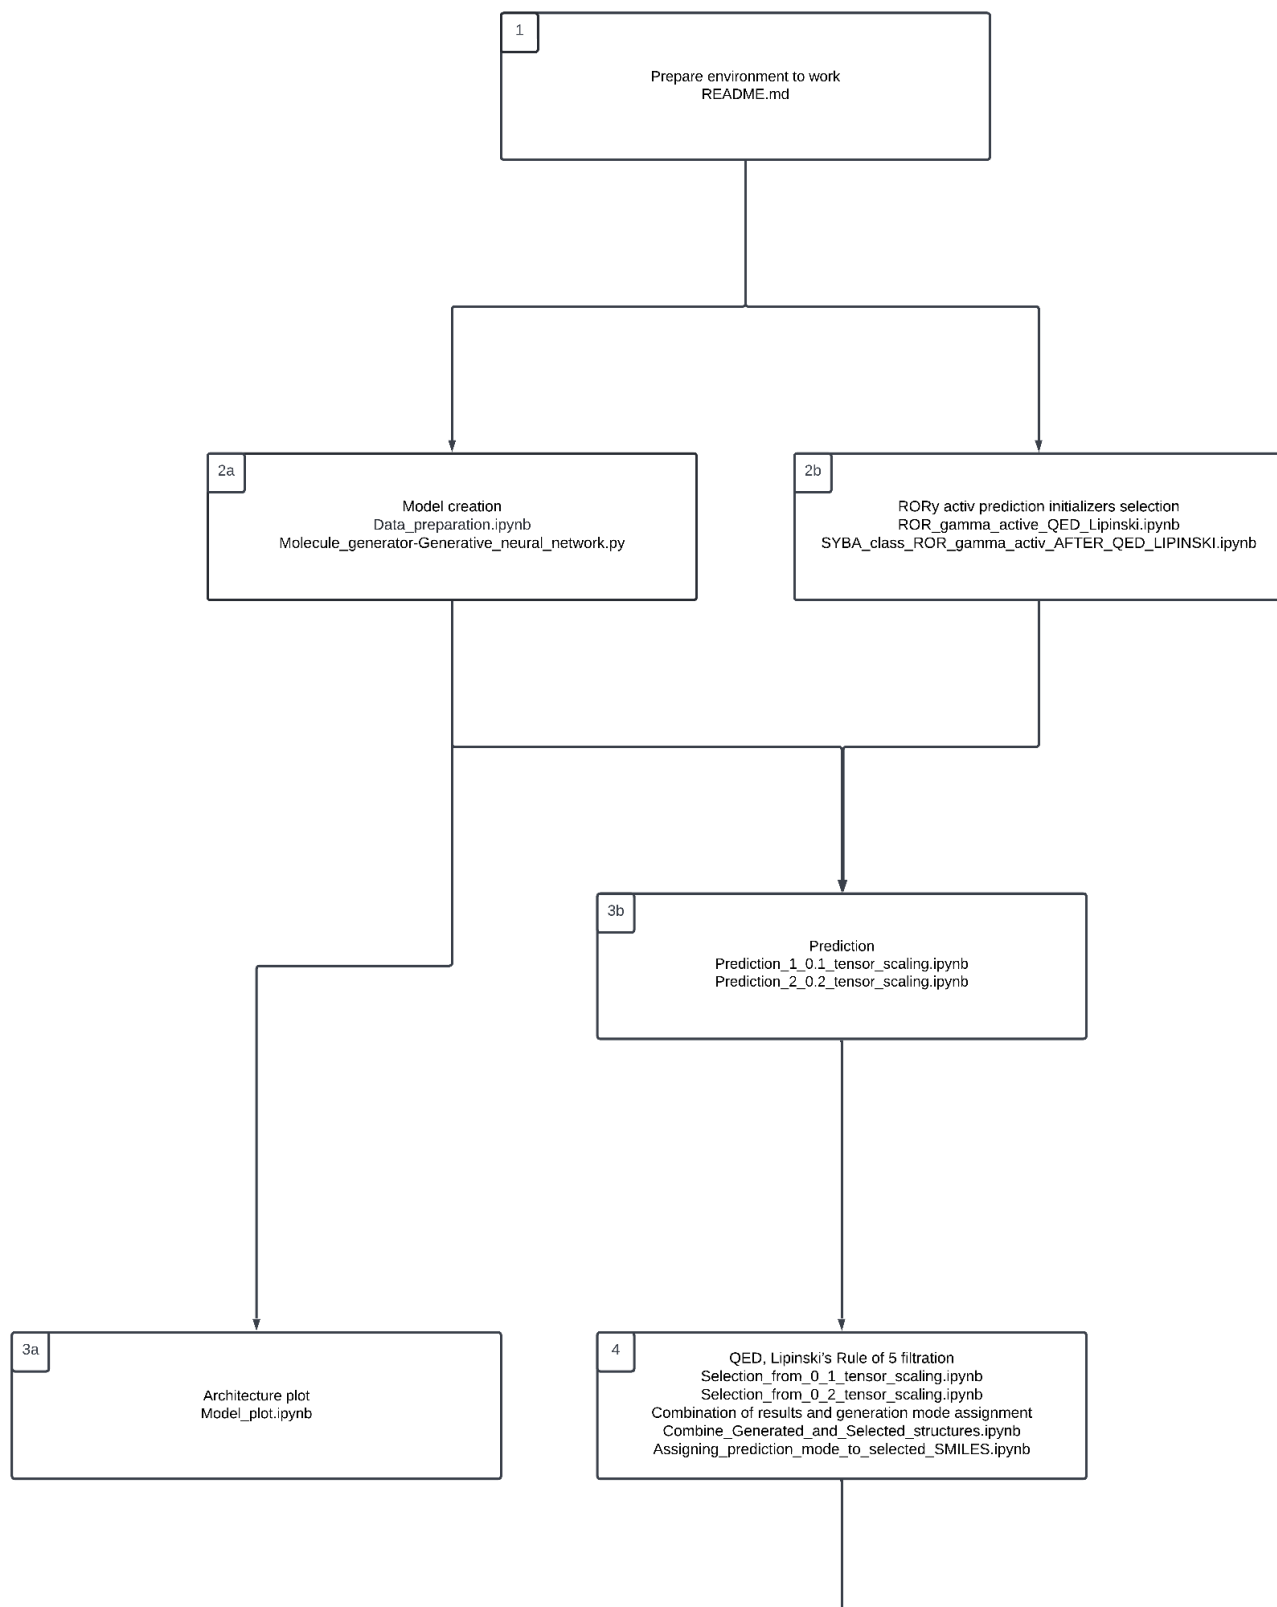 1
Prepare environment to work
README.md
2a
Model creation
Data_preparation.ipynb
Molecule_generator-Generative_neural_network.py
2b
RORy activ prediction initializers selection
ROR_gamma_active_QED_Lipinski.ipynb
SYBA_class_ROR_gamma_activ_AFTER_QED_LIPINSKI.ipynb
3b
Prediction
Prediction_1_0.1_tensor_scaling.ipynb
Prediction_2_0.2_tensor_scaling.ipynb
3a
Architecture plot
Model_plot.ipynb
4
QED, Lipinski's Rule of 5 filtration
Selection_from_0_1_tensor_scaling.ipynb
Selection_from_0_2_tensor_scaling.ipynb
Combination of results and generation mode assignment
Combine_Generated_and_Selected_structures.ipynb
Assigning_prediction_mode_to_selected_SMILES.ipynb